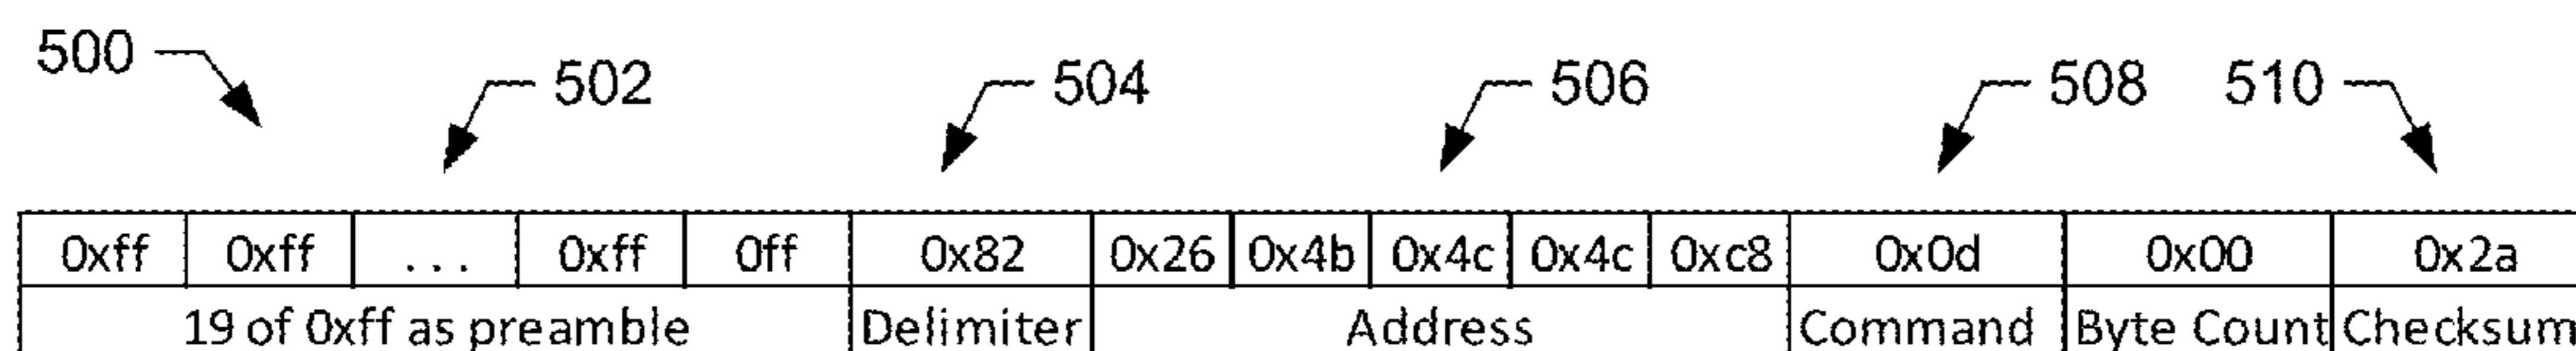 500 502 504 506 508 510
0xff 0xff ... 0xff 0ff 0x82 0x26 0x4b 0x4c 0x4c 0xc8 0x0d 0x00 0x2a
19 of 0xff as preamble Delimiter Address Command Byte Count Checksum